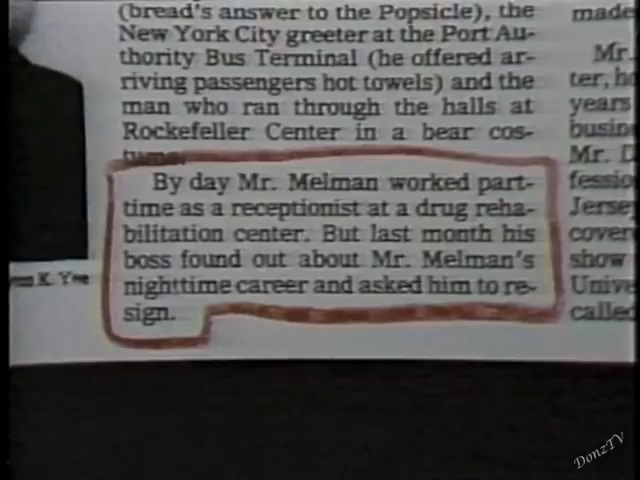 (bread's answer to the Popsicle), the
New York City greeter at the Port Au-
thority Bus Terminal (he offered ar-
riving passengers hot towels) and the
man who ran through the halls at
Rockefeller Center in a bear cos-
tume.
By day Mr. Melman worked part-
time as a receptionist at a drug reha-
bilitation center. But last month his
boss found out about Mr. Melman's
nighttime career and asked him to re-
sign.
K. Yee
made
Mr.
ter, ha
years
busin
Mr. D
fessio
Jersey
cover
show
Unive
called
DonzTV